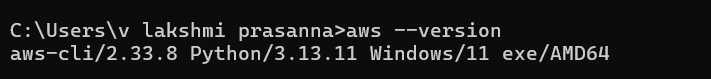 C:\Users\v lakshmi prasanna>aws --version
aws-cli/2.33.8 Python/3.13.11 Windows/11 exe/AMD64